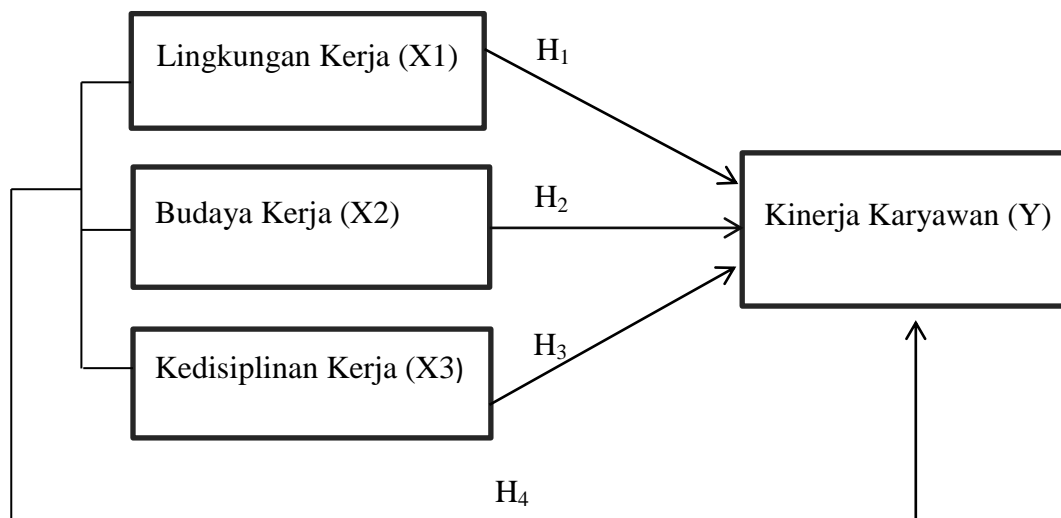 Lingkungan Kerja (X1)
H₁
Budaya Kerja (X2)
H₂
Kinerja Karyawan (Y)
Kedisiplinan Kerja (X3)
H₃
H₄